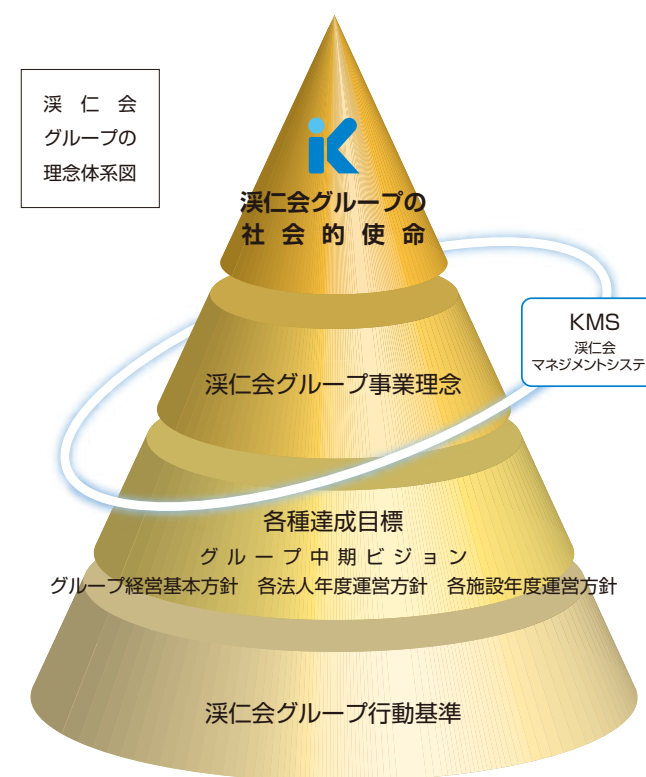 渓仁会
グループの
理念体系図
渓仁会グループの
社会的使命
KMS
渓仁会
マネジメントシステ
渓仁会グループ事業理念
各種達成目標
グループ中期ビジョン
グループ経営基本方針 各法人年度運営方針 各施設年度運営方針
渓仁会グループ行動基準